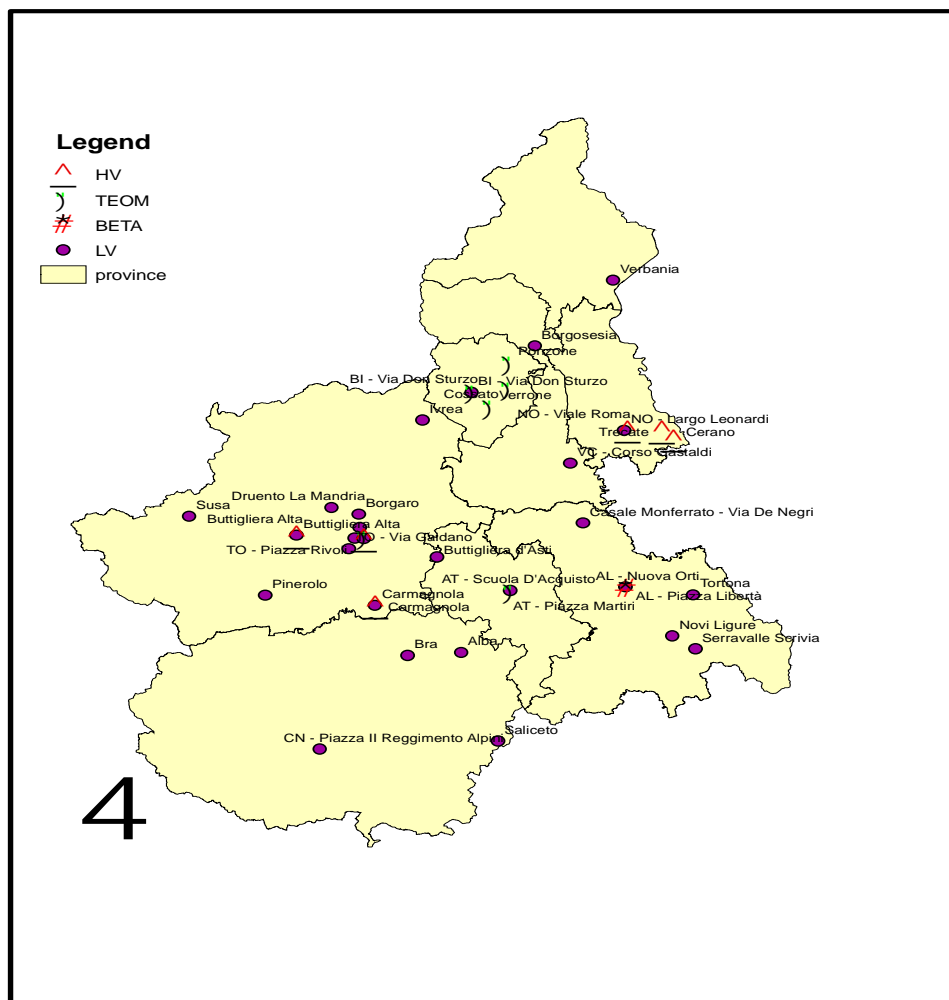 Legend
HV
TEOM
BETA
LV
province
Verbania
Borgosesia
Ponzone
BI - Via Don Sturzo
BI - Via Don Sturzo
Cossato
Verrone
Ivrea
NO - Viale Roma
NO - Largo Leonardi
Trecate
Cerano
VC - Corso Gastaldi
Druento La Mandria
Borgaro
Susa
Buttigliera Alta
Buttigliera Alta
Casale Monferrato - Via De Negri
TO - Piazza Rivoli
- Via Gaidano
Buttigliera d'Asti
AT - Scuola D'Acquisto
AL - Nuova Orti
Tortona
Pinerolo
AL - Piazza Libertà
Carmagnola
Carmagnola
AT - Piazza Martiri
Novi Ligure
Serravalle Scrivia
Bra
Alba
Saliceto
CN - Piazza II Reggimento Alpini
4